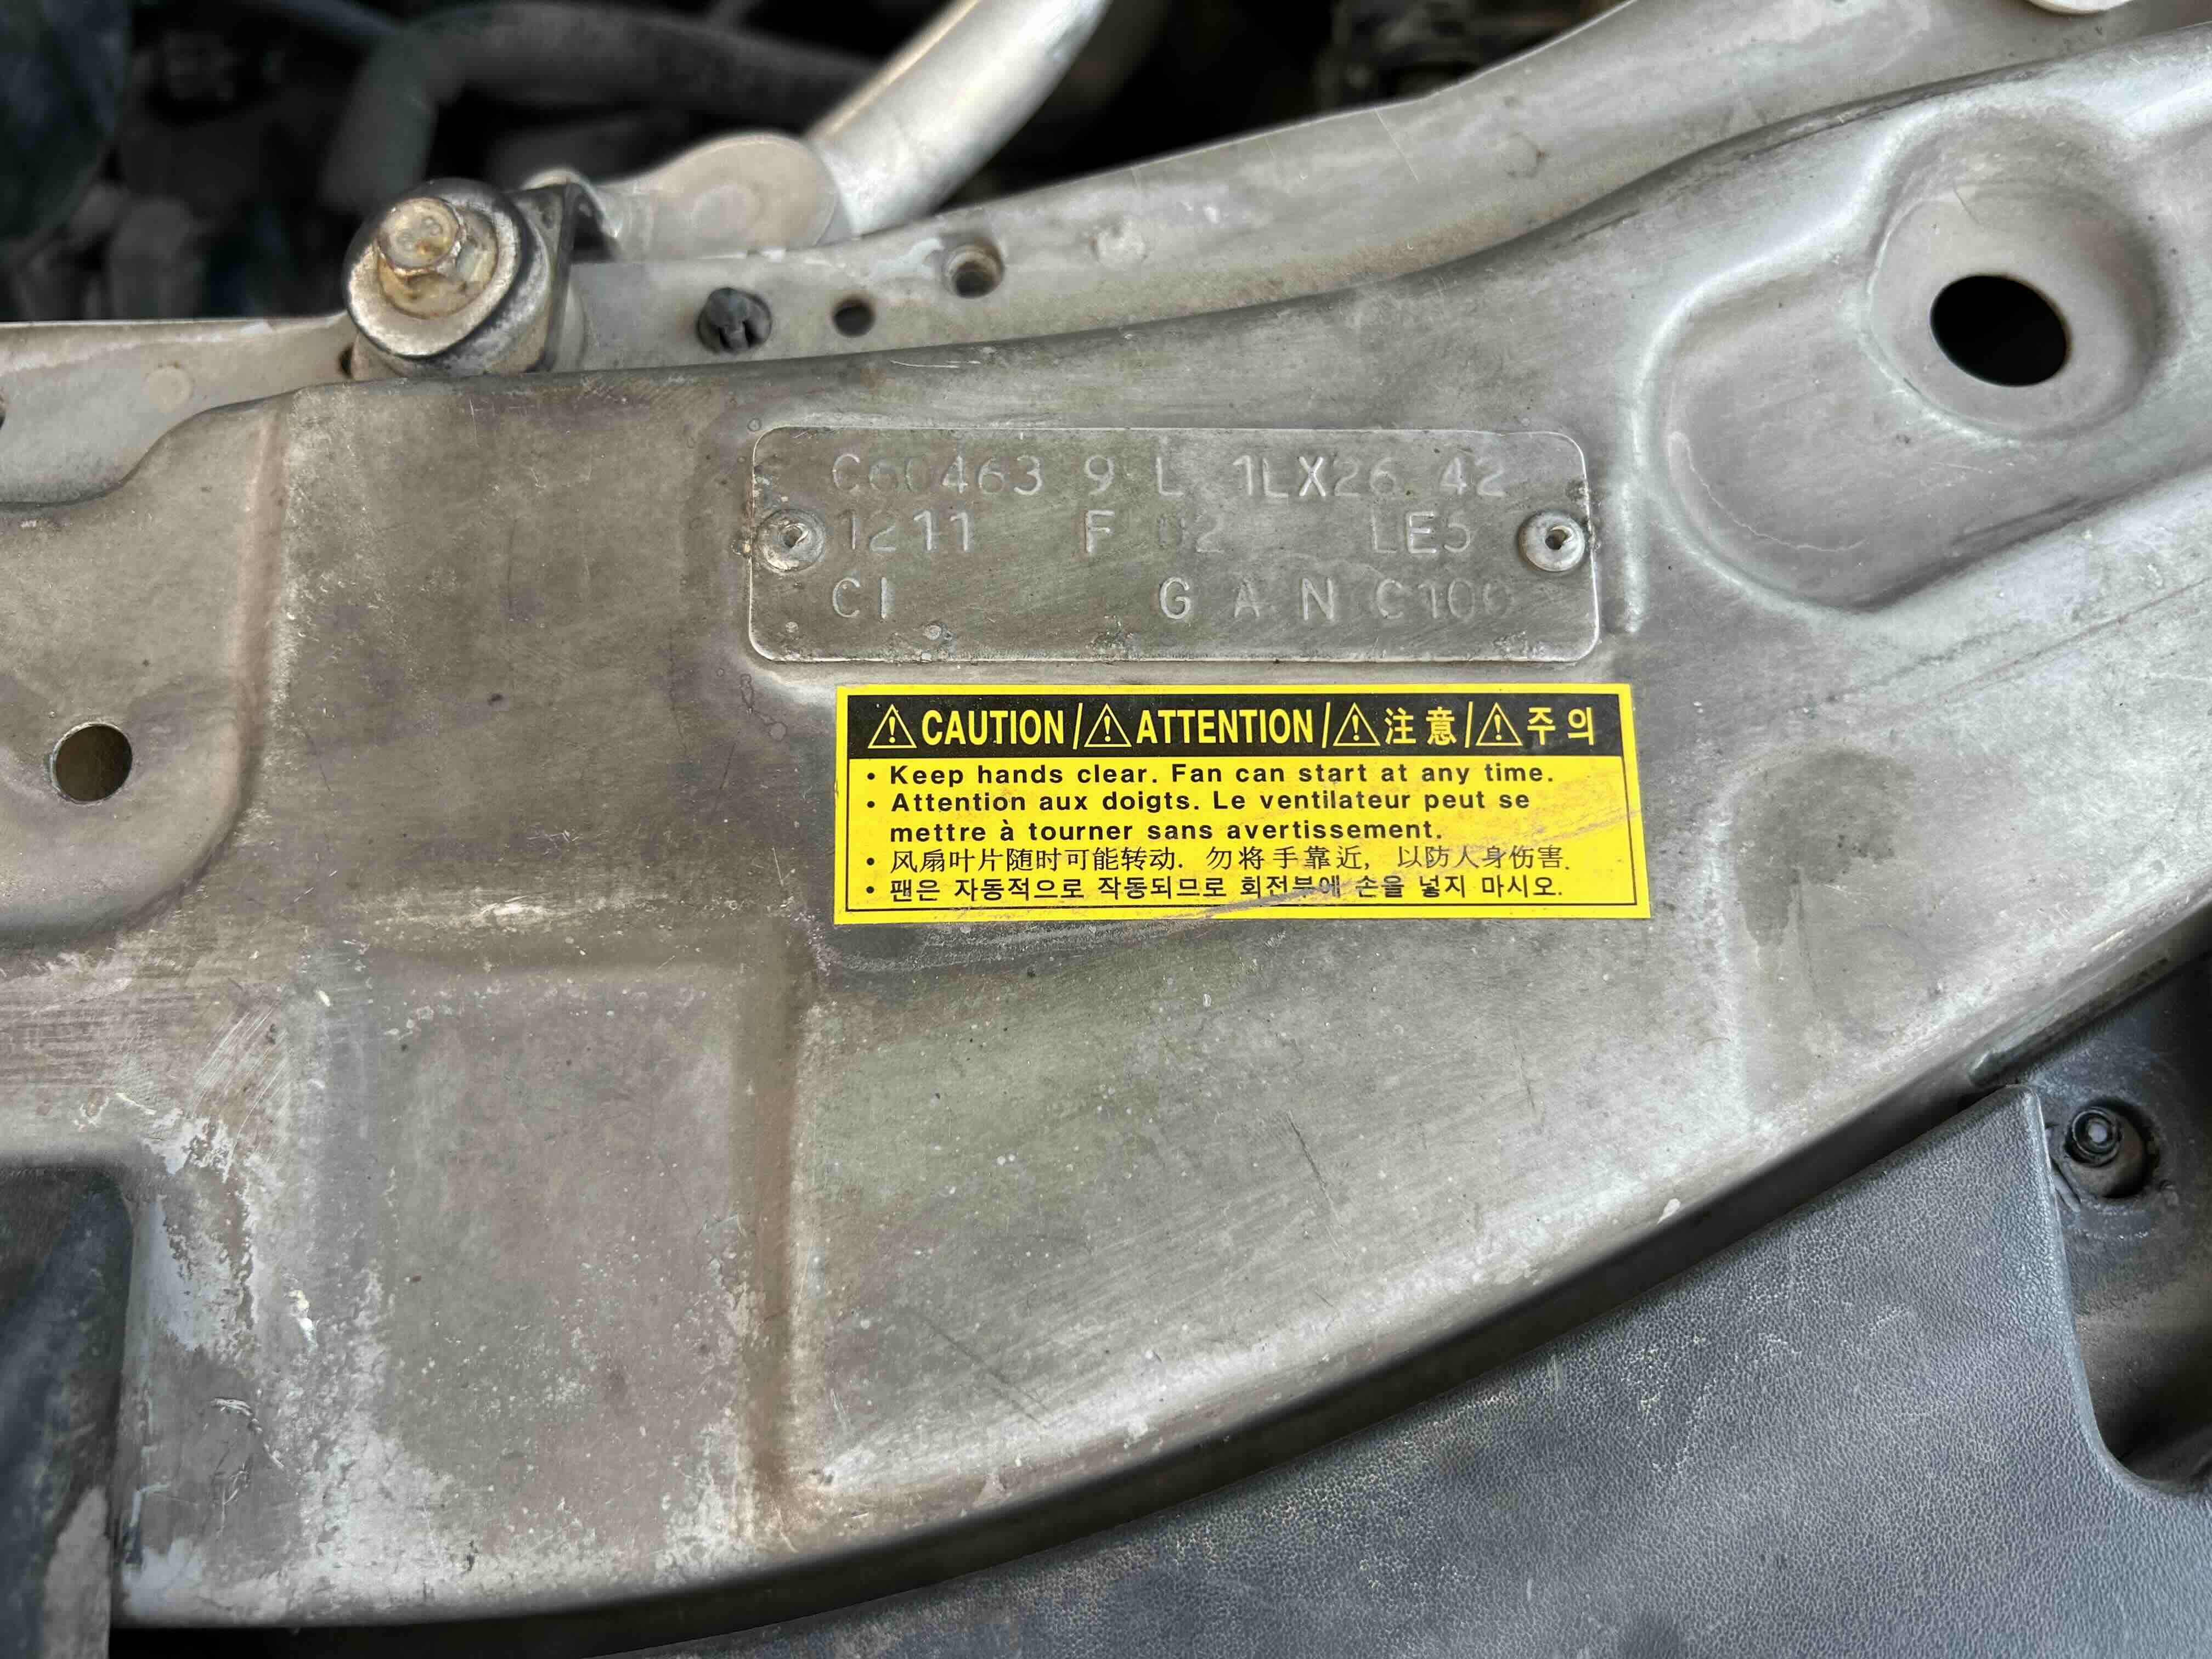 C60463 9 L 1LX26 42
1211 F 02 LE5
CI G A N C100
⚠CAUTION/⚠ATTENTION/⚠注意/⚠주의
• Keep hands clear. Fan can start at any time.
• Attention aux doigts. Le ventilateur peut se
mettre à tourner sans avertissement.
• 风扇叶片随时可能转动. 勿将手靠近, 以防人身伤害.
• 팬은 자동적으로 작동되므로 회전부에 손을 넣지 마시오.